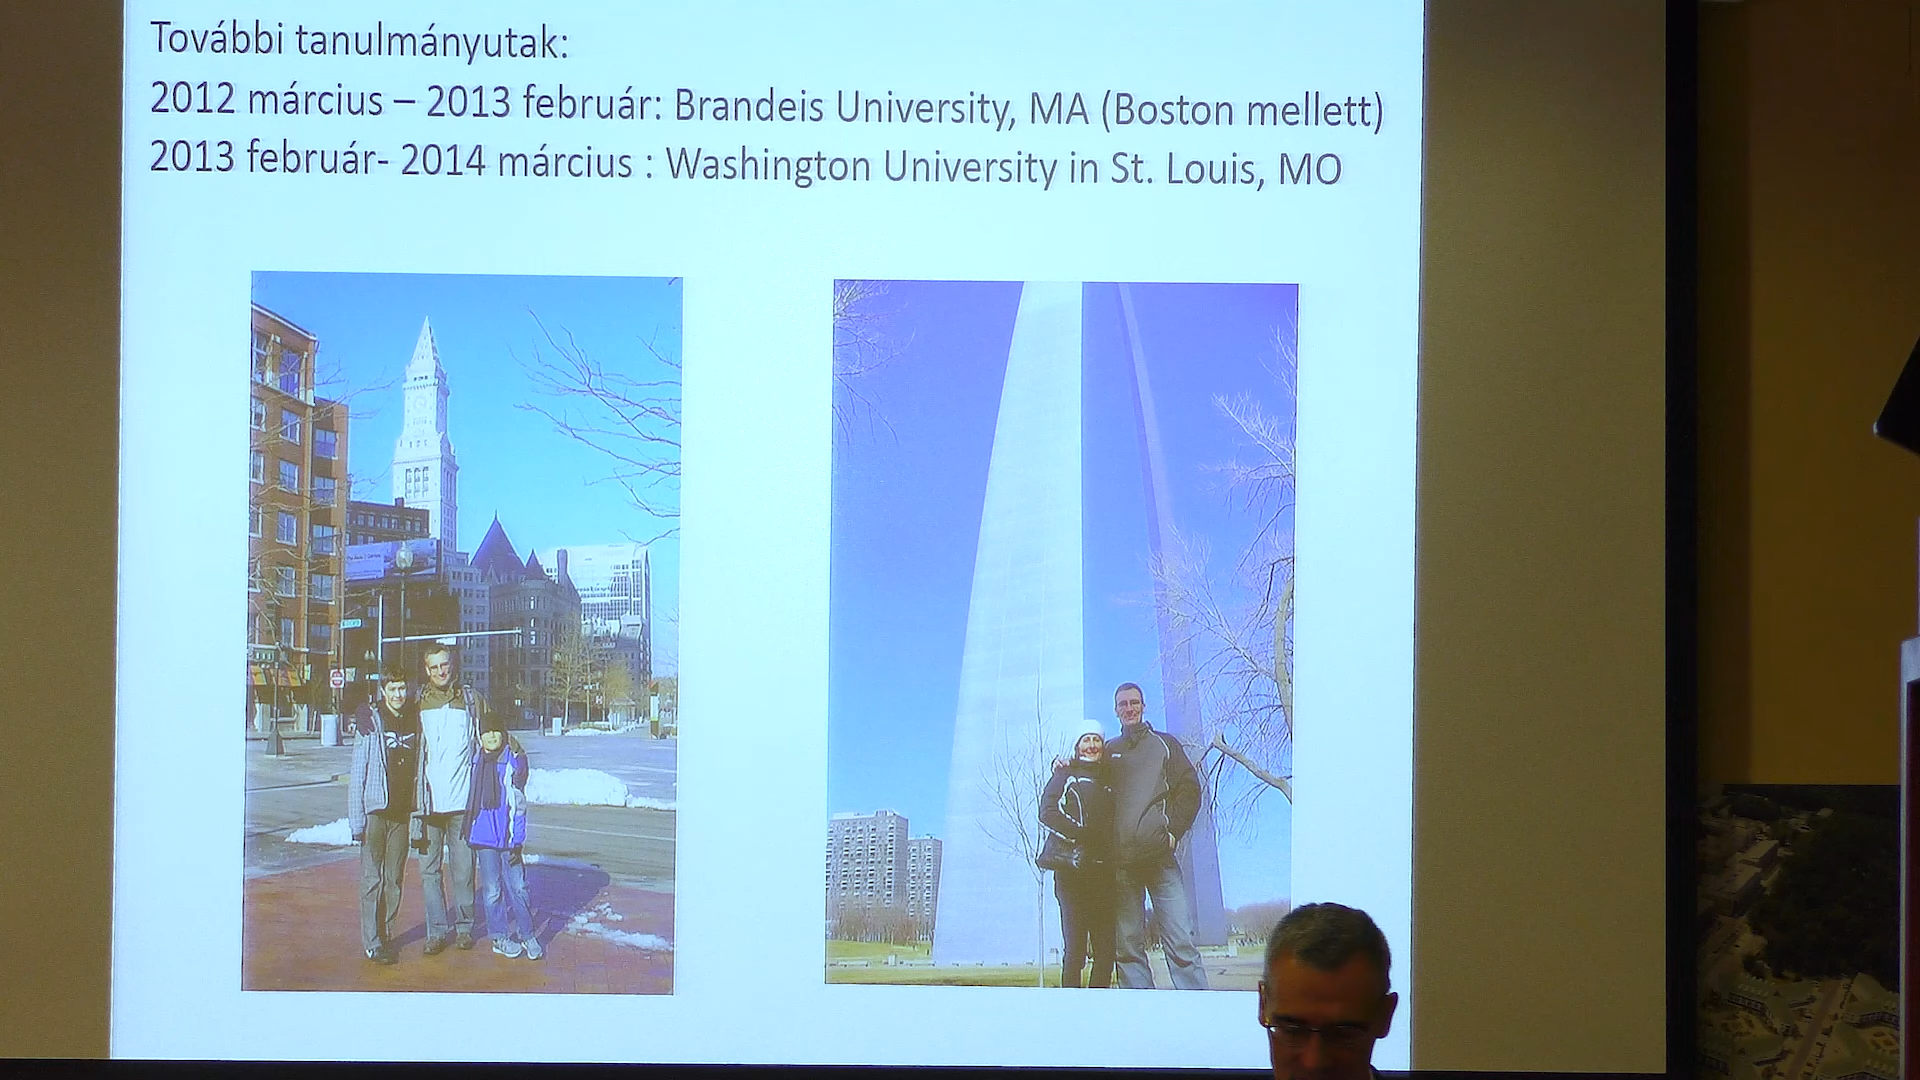 További tanulmányutak:
2012 március – 2013 február: Brandeis University, MA (Boston mellett)
2013 február- 2014 március : Washington University in St. Louis, MO